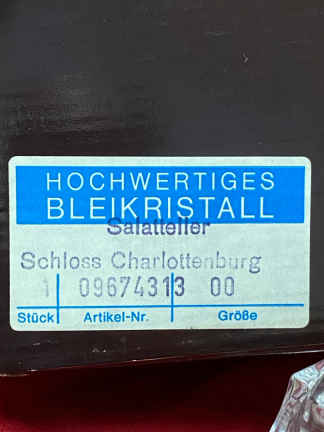 HOCHWERTIGES
BLEIKRISTALL
Salatteller
Schloss Charlottenburg
1 09674313 00
Stück Artikel-Nr. Größe